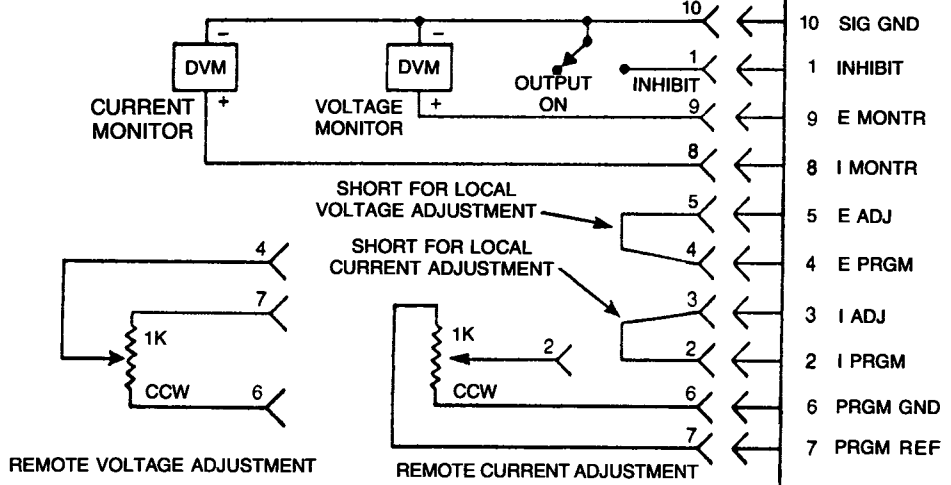 10
10 SIG GND
−
−
DVM
DVM
1
1 INHIBIT
OUTPUT
ON
INHIBIT
+
+
CURRENT
MONITOR
VOLTAGE
MONITOR
9
9 E MONTR
8
8 I MONTR
SHORT FOR LOCAL
VOLTAGE ADJUSTMENT
5
5 E ADJ
4
4 E PRGM
SHORT FOR LOCAL
CURRENT ADJUSTMENT
4
7
1K
CCW
6
REMOTE VOLTAGE ADJUSTMENT
3
3 I ADJ
1K
2
2
2 I PRGM
CCW
6
6 PRGM GND
7
7 PRGM REF
REMOTE CURRENT ADJUSTMENT